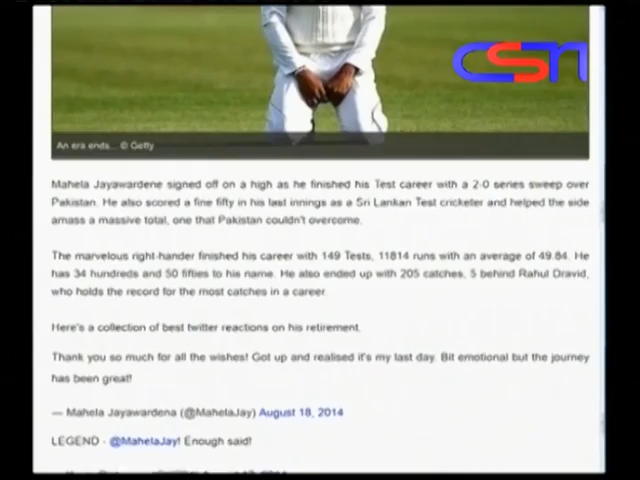 CSN
An era ends... © Getty
Mahela Jayawardene signed off on a high as he finished his Test career with a 2-0 series sweep over
Pakistan. He also scored a fine fifty in his last innings as a Sri Lankan Test cricketer and helped the side
amass a massive total, one that Pakistan couldn't overcome.
The marvelous right-hander finished his career with 149 Tests, 11814 runs with an average of 49.84. He
has 34 hundreds and 50 fifties to his name. He also ended up with 205 catches, 5 behind Rahul Dravid,
who holds the record for the most catches in a career.
Here's a collection of best twitter reactions on his retirement.
Thank you so much for all the wishes! Got up and realised it's my last day. Bit emotional but the journey
has been great!
— Mahela Jayawardena (@MahelaJay) August 18, 2014
LEGEND - @MahelaJay! Enough said!